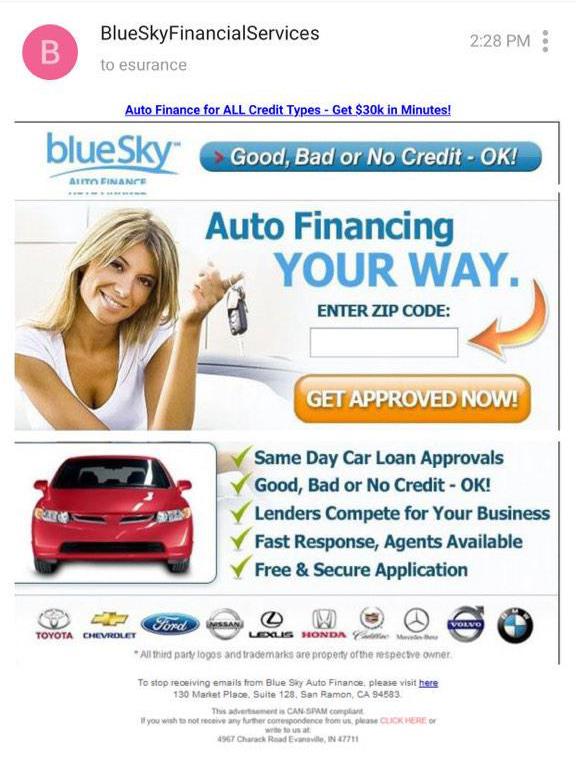 B
BlueSkyFinancialServices
2:28 PM
to esurance
Auto Finance for ALL Credit Types - Get $30k in Minutes!
blueSky™
AUTO FINANCE
> Good, Bad or No Credit - OK!
Auto Financing
YOUR WAY.
ENTER ZIP CODE:
GET APPROVED NOW!
Same Day Car Loan Approvals
Good, Bad or No Credit - OK!
Lenders Compete for Your Business
Fast Response, Agents Available
Free & Secure Application
TOYOTA CHEVROLET Ford NISSAN LEXUS HONDA Cadillac Mercedes-Benz VOLVO BMW
* All third party logos and trademarks are property of the respective owner.
To stop receiving emails from Blue Sky Auto Finance, please visit here
130 Market Place, Suite 128, San Ramon, CA 94583.
This advertisement is CAN-SPAM compliant.
If you wish to not receive any further correspondence from us, please CLICK HERE or
write to us at:
4967 Charack Road Evansville, IN 47711